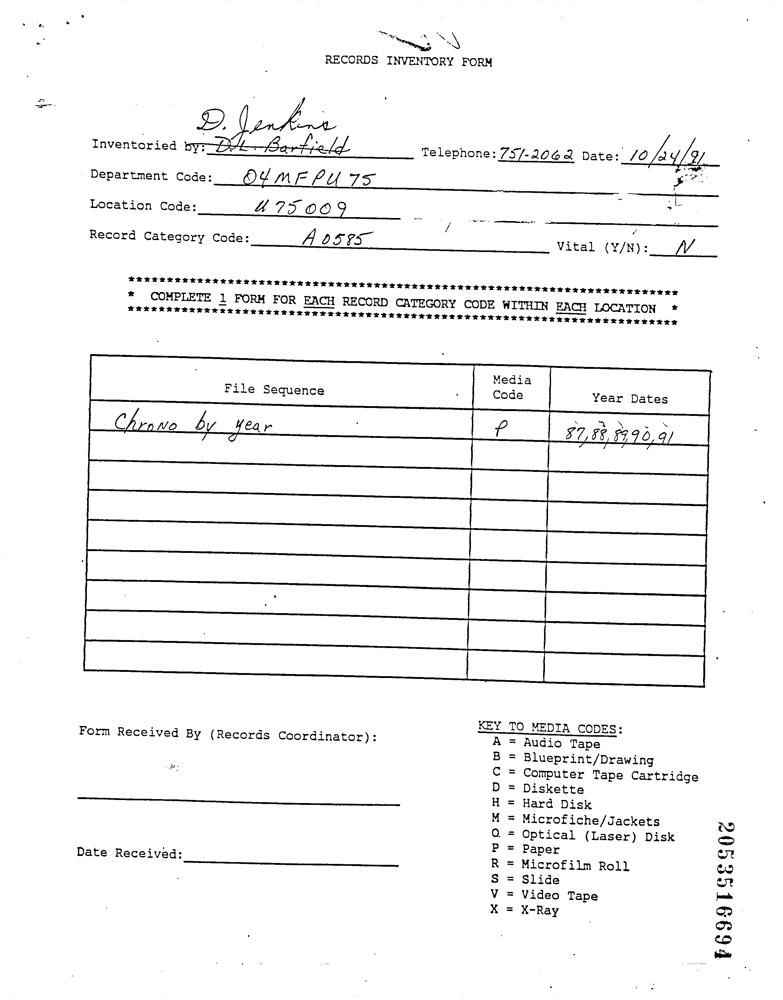 RECORDS INVENTORY FORM
D. Jenkins
Inventoried by: D.L. Barfield Telephone: 751-2062 Date: 10/24/91
Department Code: 04MFPU75
Location Code: U75009
Record Category Code: A0585 Vital (Y/N): N
* COMPLETE 1 FORM FOR EACH RECORD CATEGORY CODE WITHIN EACH LOCATION *
File Sequence Media Code Year Dates
Chrono by year P 87,88,89,90,91
Form Received By (Records Coordinator):
Date Received:
KEY TO MEDIA CODES:
A = Audio Tape
B = Blueprint/Drawing
C = Computer Tape Cartridge
D = Diskette
H = Hard Disk
M = Microfiche/Jackets
O = Optical (Laser) Disk
P = Paper
R = Microfilm Roll
S = Slide
V = Video Tape
X = X-Ray
2053516694